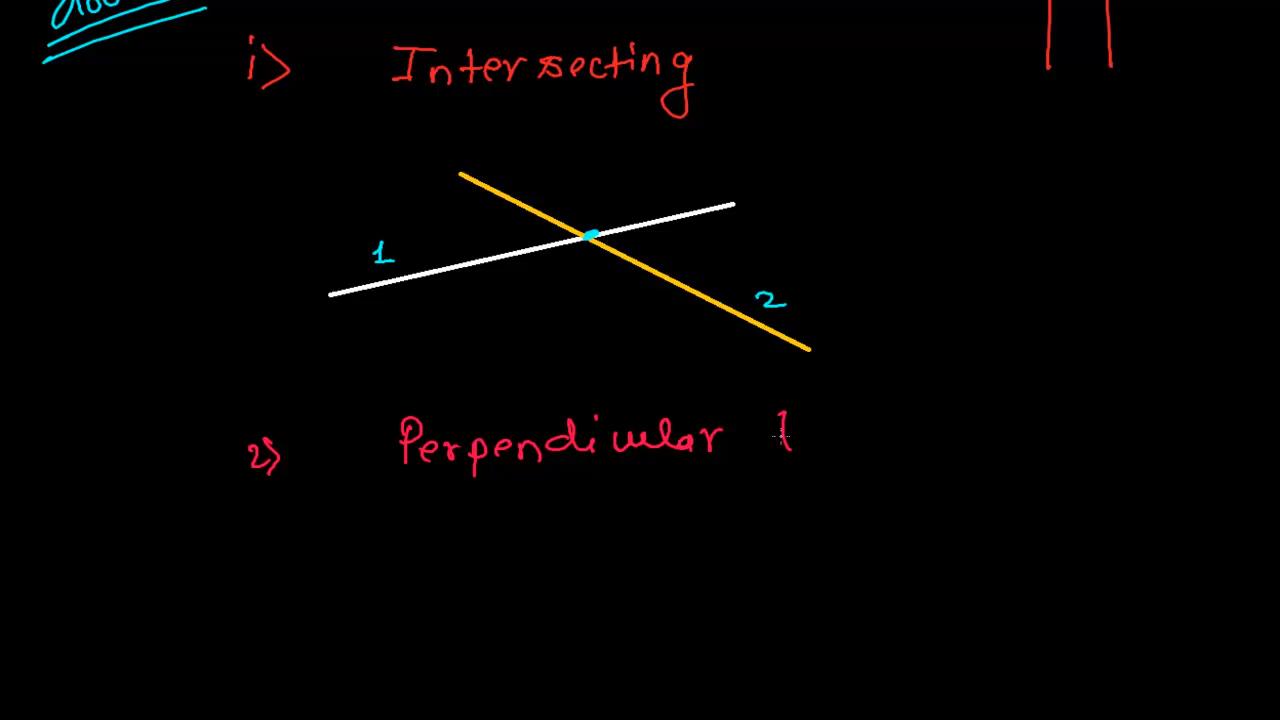 i> Intersecting
1
2
2) Perpendicular l